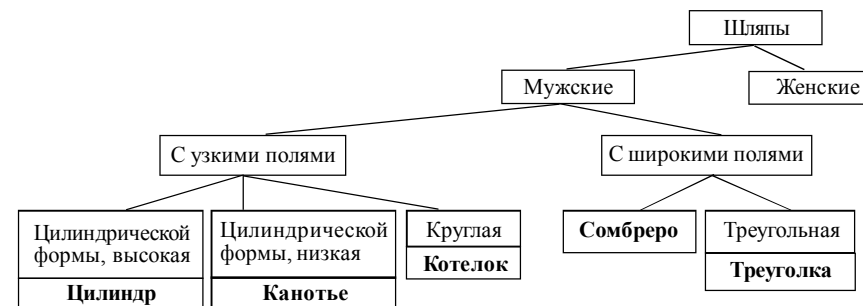 Шляпы
Мужские
Женские
С узкими полями
С широкими полями
Цилиндрической
формы, высокая
Цилиндр
Цилиндрической
формы, низкая
Канотье
Круглая
Котелок
Сомбреро
Треугольная
Треуголка